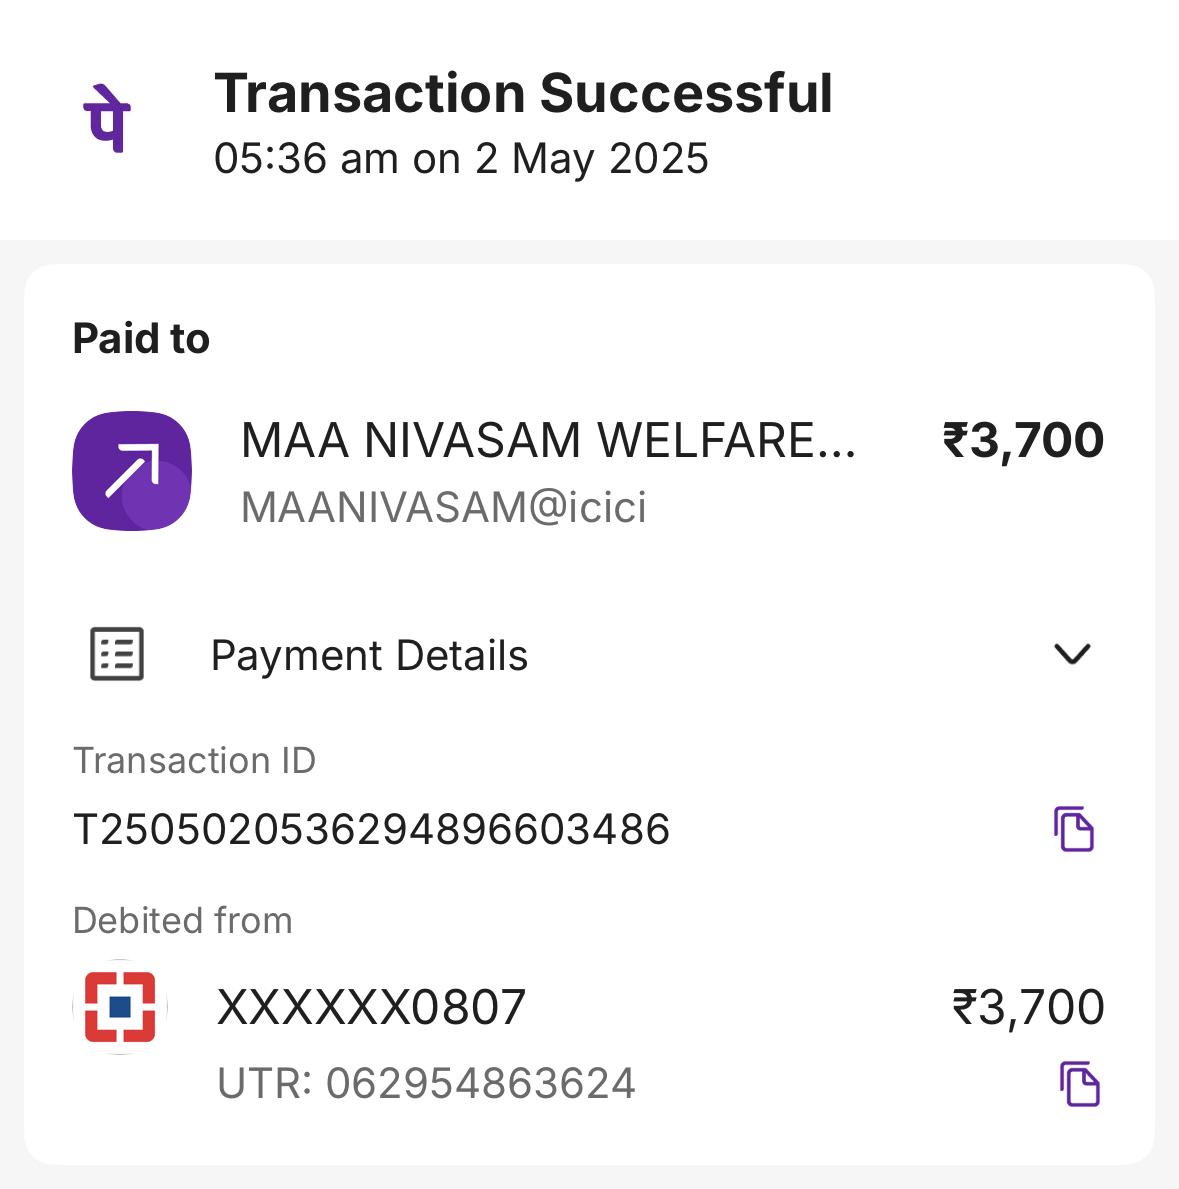 पे
Transaction Successful
05:36 am on 2 May 2025
Paid to
MAA NIVASAM WELFARE... ₹3,700
MAANIVASAM@icici
Payment Details
Transaction ID
T2505020536294896603486
Debited from
XXXXXX0807 ₹3,700
UTR: 062954863624